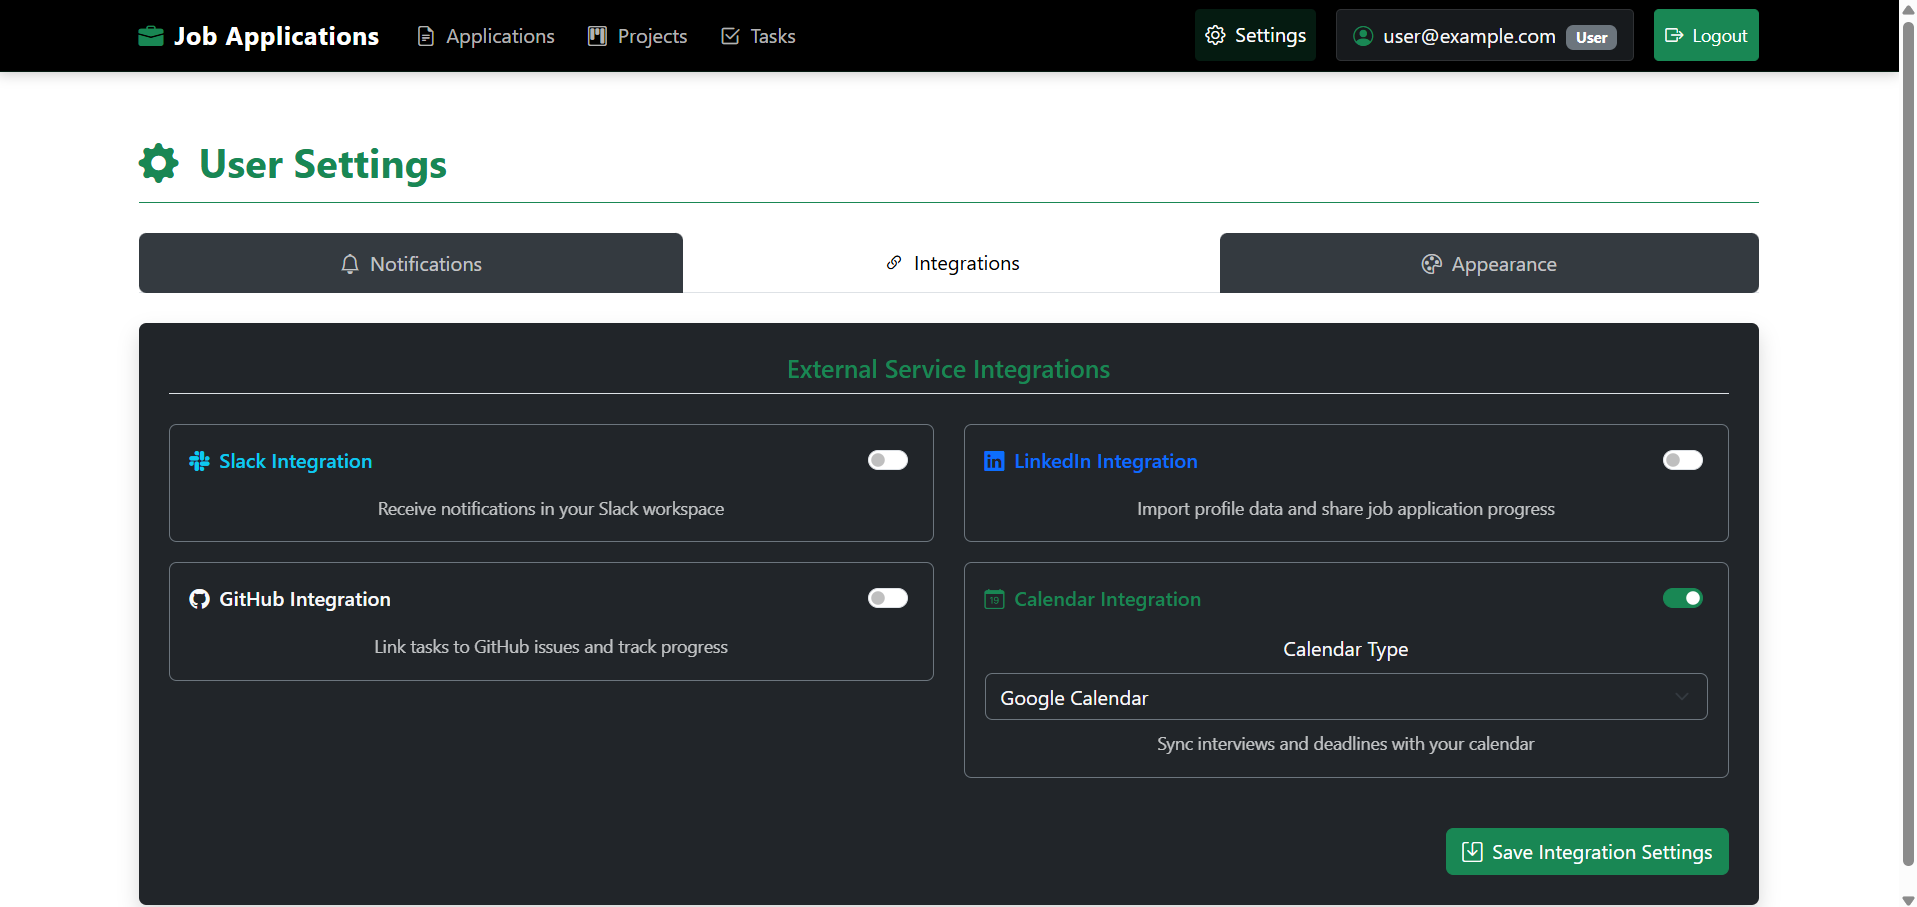 Job Applications Applications Projects Tasks Settings user@example.com User Logout
User Settings
Notifications Integrations Appearance
External Service Integrations
Slack Integration
Receive notifications in your Slack workspace
LinkedIn Integration
Import profile data and share job application progress
GitHub Integration
Link tasks to GitHub issues and track progress
19 Calendar Integration
Calendar Type
Google Calendar
Sync interviews and deadlines with your calendar
Save Integration Settings